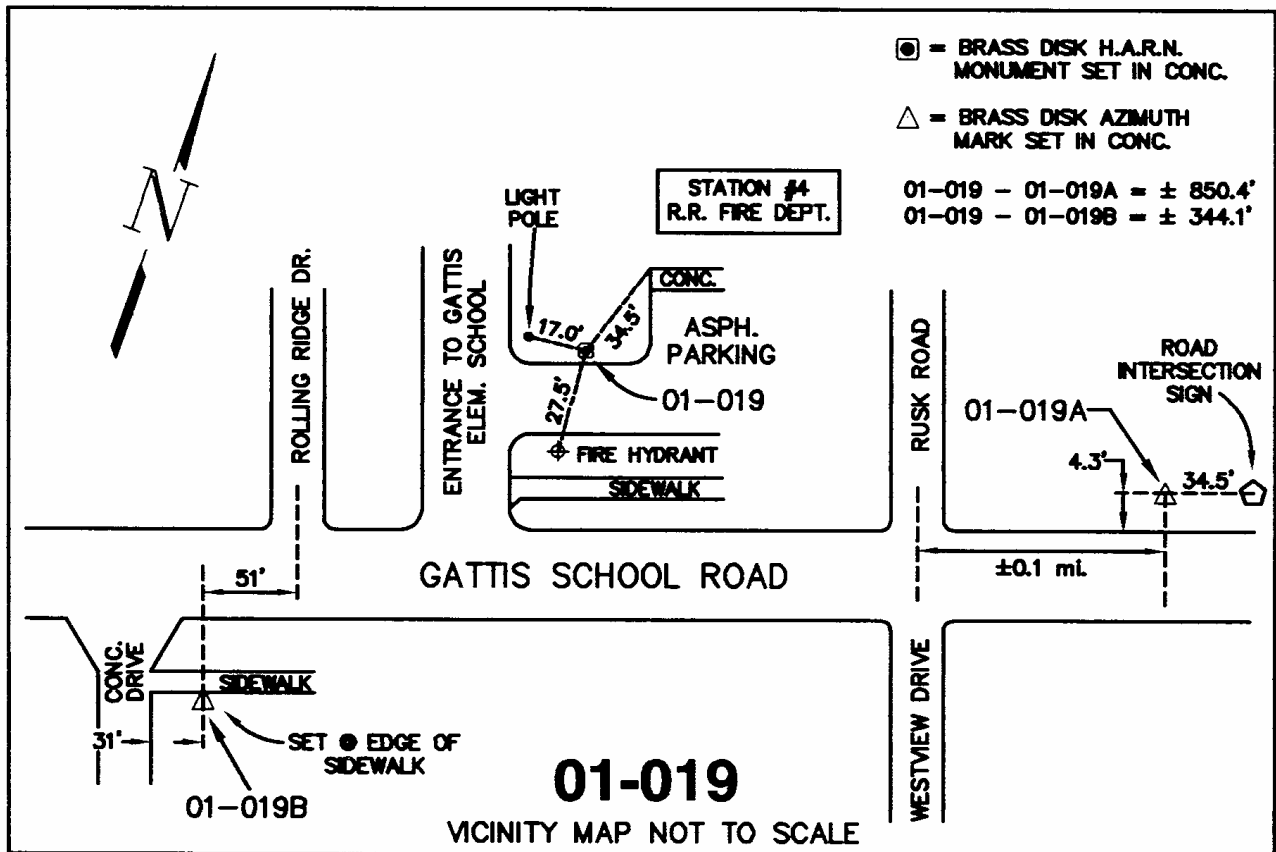 = BRASS DISK H.A.R.N.
MONUMENT SET IN CONC.
= BRASS DISK AZIMUTH
MARK SET IN CONC.
01-019 - 01-019A = ± 850.4'
01-019 - 01-019B = ± 344.1'
N
STATION #4
R.R. FIRE DEPT.
LIGHT
POLE
ROLLING RIDGE DR.
ENTRANCE TO GATTIS
ELEM. SCHOOL
CONC.
17.0'
34.5'
ASPH.
PARKING
27.5'
01-019
FIRE HYDRANT
SIDEWALK
RUSK ROAD
ROAD
INTERSECTION
SIGN
01-019A
4.3'
34.5'
±0.1 mi.
GATTIS SCHOOL ROAD
51'
CONC.
DRIVE
SIDEWALK
31'
SET @ EDGE OF
SIDEWALK
01-019B
WESTVIEW DRIVE
01-019
VICINITY MAP NOT TO SCALE